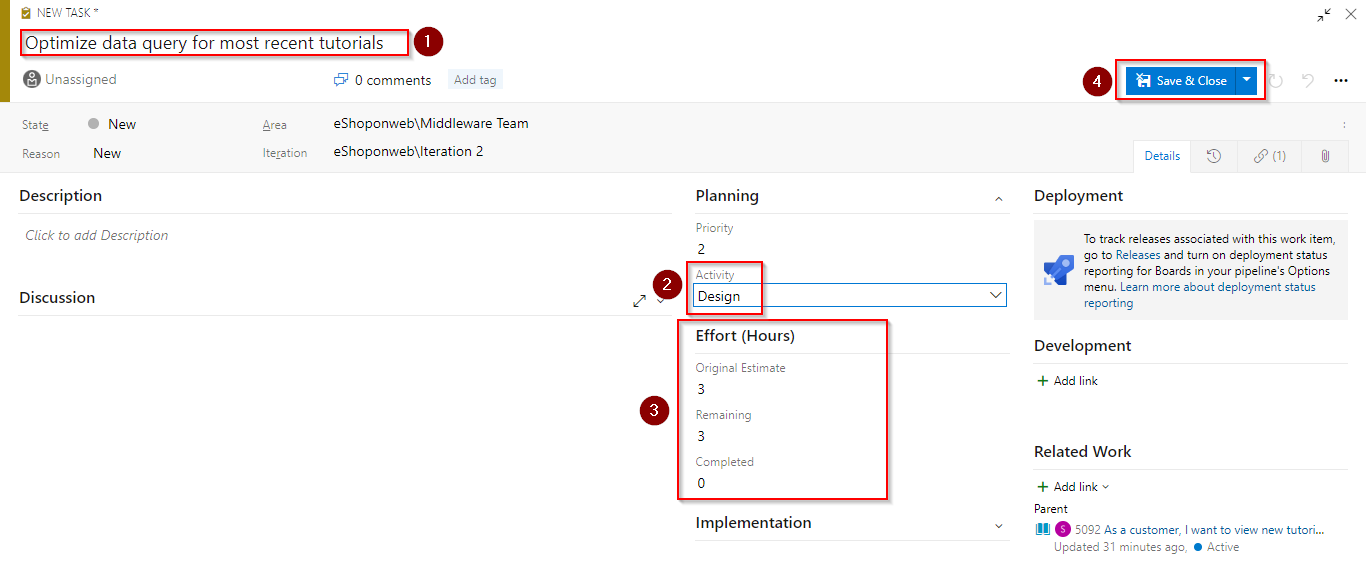 NEW TASK *
Optimize data query for most recent tutorials
1
Unassigned
0 comments
Add tag
4
Save & Close
State
New
Area
eShoponweb\Middleware Team
Reason
New
Iteration
eShoponweb\Iteration 2
Details
(1)
Description
Click to add Description
Discussion
Planning
Priority
2
2
Activity
Design
3
Effort (Hours)
Original Estimate
3
Remaining
3
Completed
0
Implementation
Deployment
To track releases associated with this work item,
go to Releases and turn on deployment status
reporting for Boards in your pipeline's Options
menu. Learn more about deployment status
reporting
Development
+ Add link
Related Work
+ Add link
Parent
S 5092 As a customer, I want to view new tutori...
Updated 31 minutes ago, Active